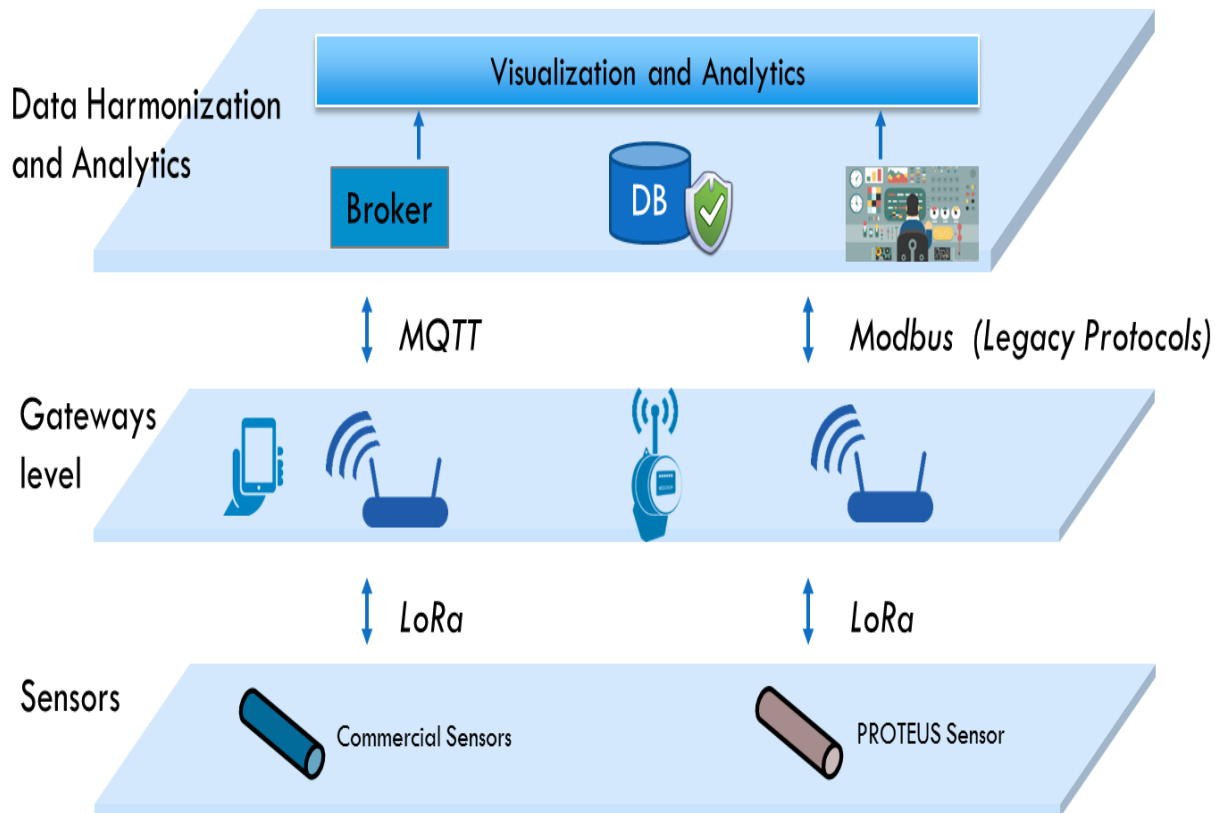 Visualization and Analytics
Data Harmonization
and Analytics
Broker
DB
MQTT
Modbus (Legacy Protocols)
Gateways
level
LoRa
LoRa
Sensors
Commercial Sensors
PROTEUS Sensor